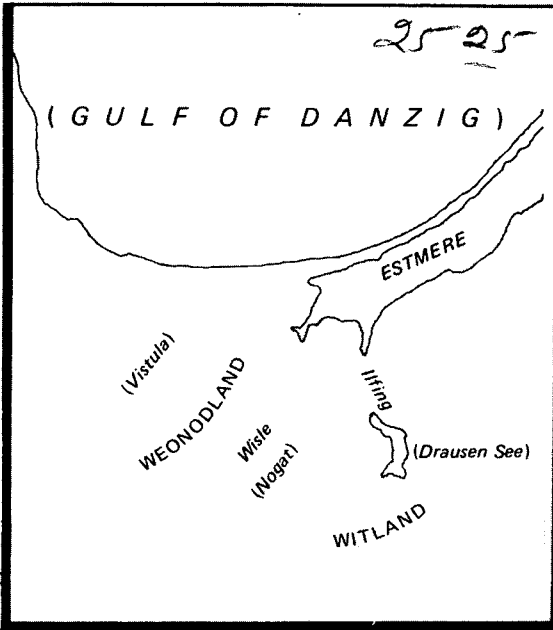 25 25
(GULF OF DANZIG)
ESTMERE
(Vistula)
WEONODLAND
Ilfing
Wisle
(Nogat)
(Drausen See)
WITLAND